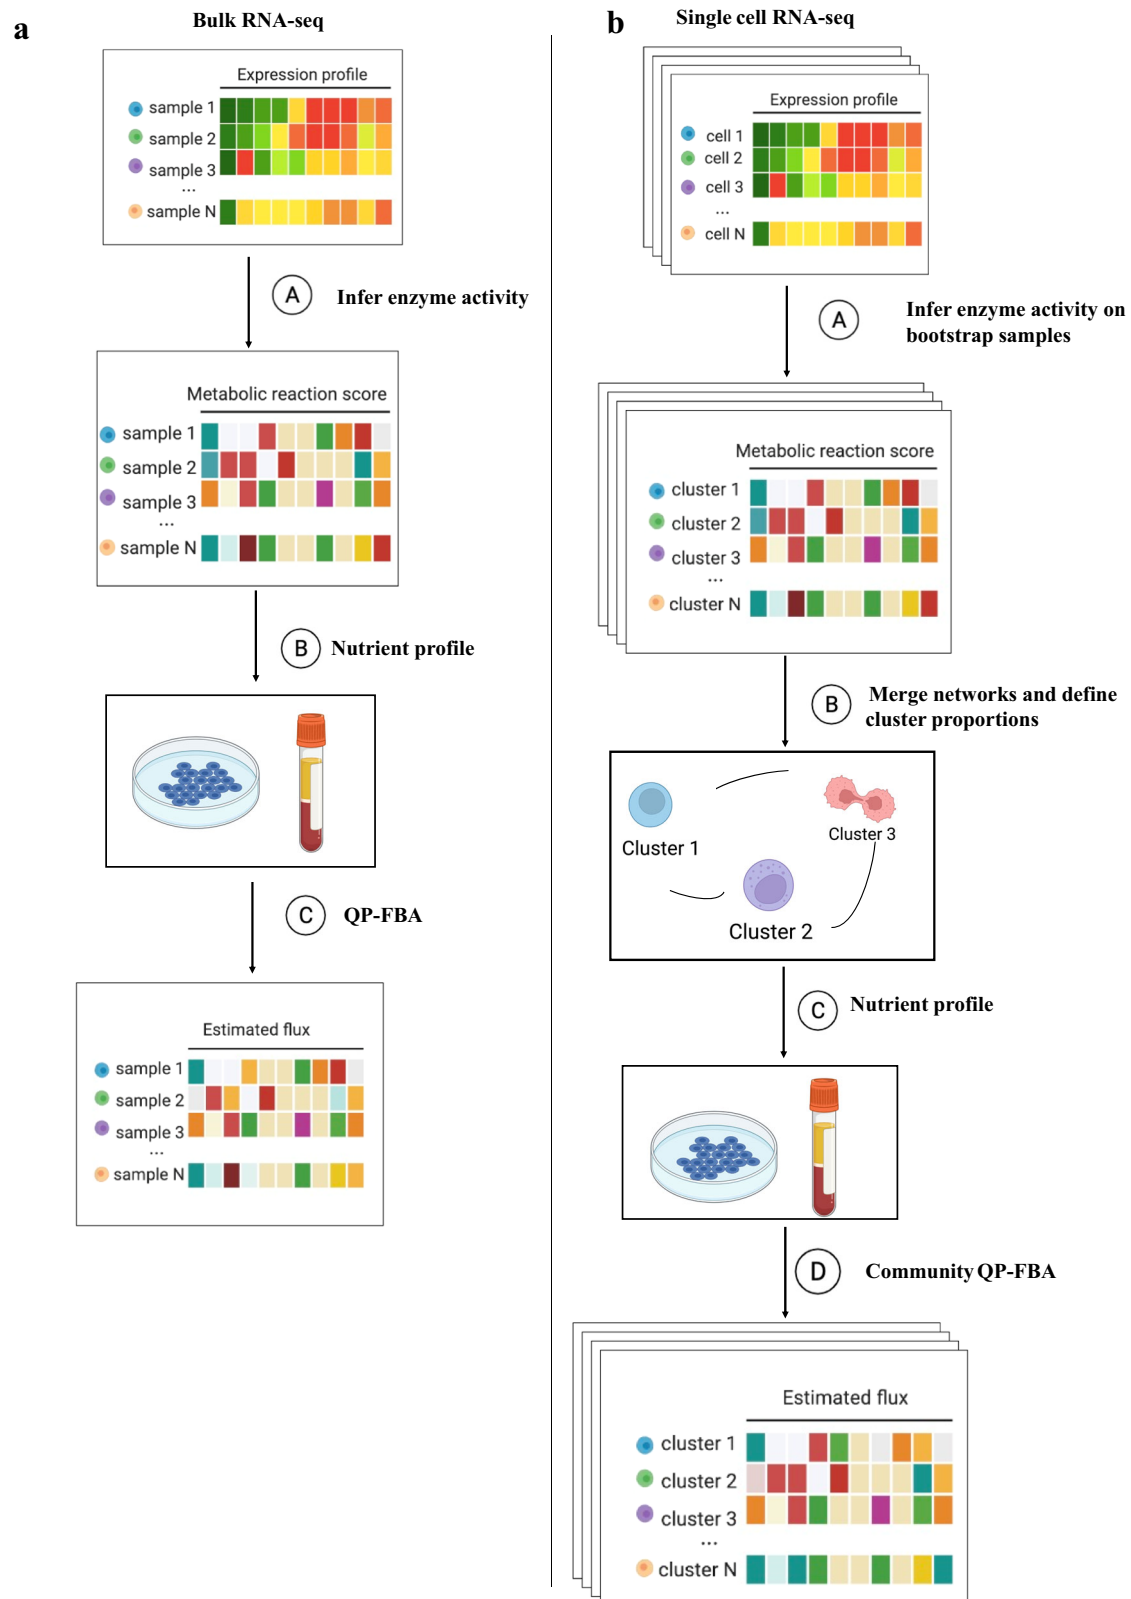 a
Bulk RNA-seq
Expression profile
sample 1
sample 2
sample 3
...
sample N
A
Infer enzyme activity
Metabolic reaction score
sample 1
sample 2
sample 3
...
sample N
B
Nutrient profile
C
QP-FBA
Estimated flux
sample 1
sample 2
sample 3
...
sample N
b
Single cell RNA-seq
Expression profile
cell 1
cell 2
cell 3
...
cell N
A
Infer enzyme activity on
bootstrap samples
Metabolic reaction score
cluster 1
cluster 2
cluster 3
...
cluster N
B
Merge networks and define
cluster proportions
Cluster 1
Cluster 3
Cluster 2
C
Nutrient profile
D
Community QP-FBA
Estimated flux
cluster 1
cluster 2
cluster 3
...
cluster N